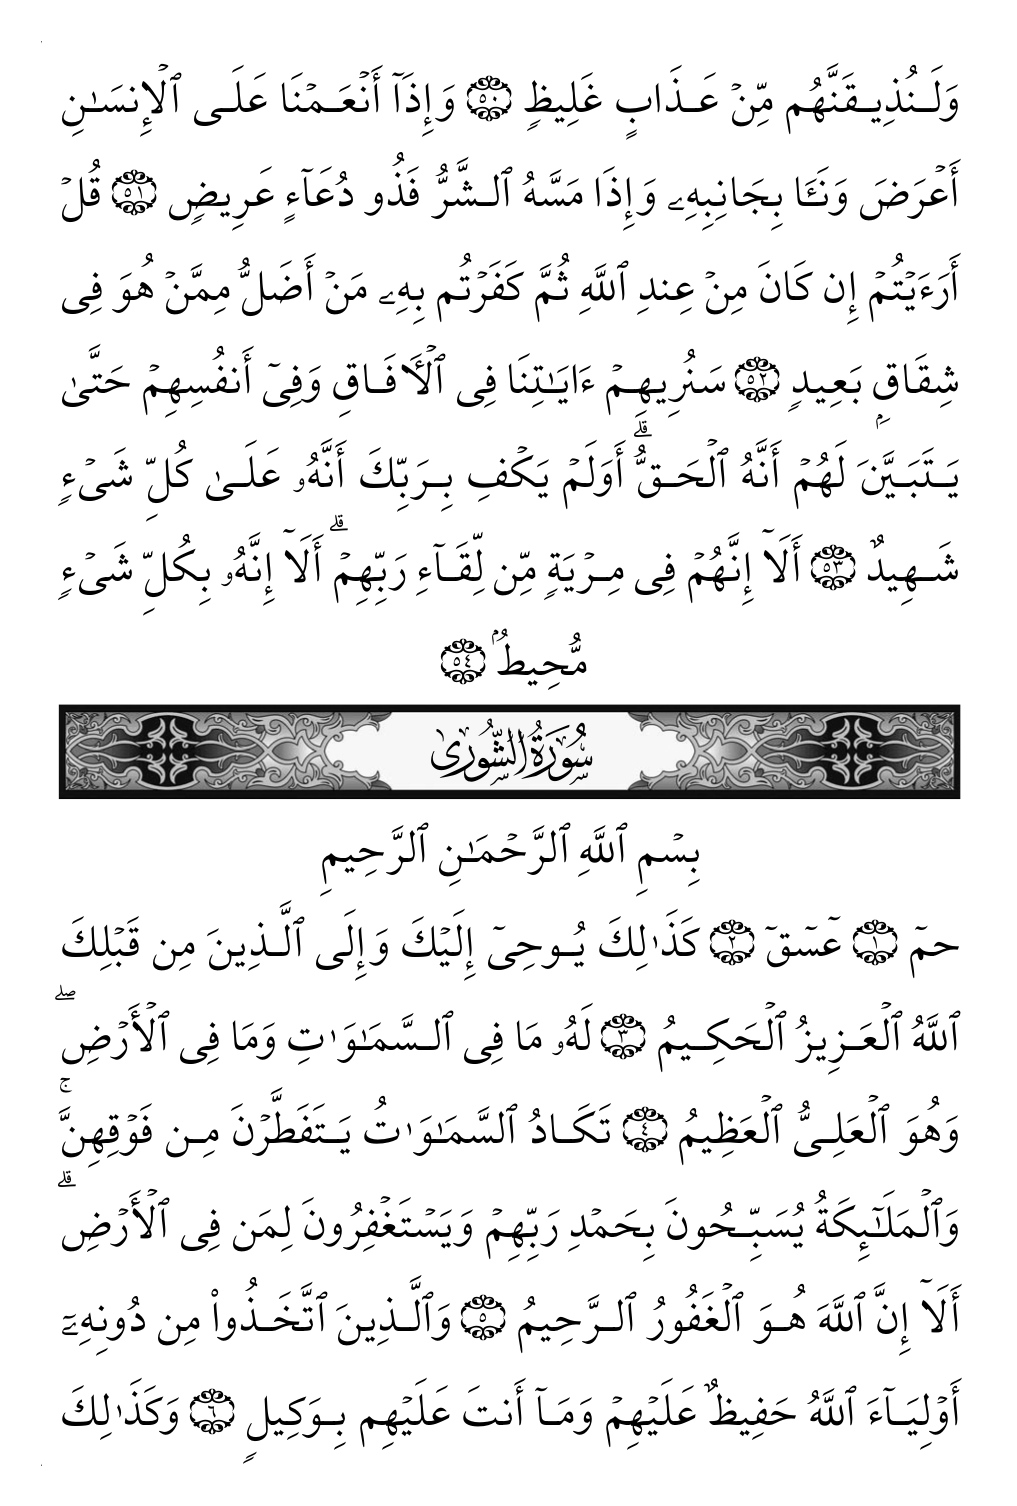 وَلَنُذِيقَنَّهُم مِّنۡ عَذَابٍ غَلِيظٖ ٥٠ وَإِذَآ أَنۡعَمۡنَا عَلَى ٱلۡإِنسَٰنِ
أَعۡرَضَ وَنَـَٔا بِجَانِبِهِۦ وَإِذَا مَسَّهُ ٱلشَّرُّ فَذُو دُعَآءٍ عَرِيضٖ ٥١ قُلۡ
أَرَءَيۡتُمۡ إِن كَانَ مِنۡ عِندِ ٱللَّهِ ثُمَّ كَفَرۡتُم بِهِۦ مَنۡ أَضَلُّ مِمَّنۡ هُوَ فِي
شِقَاقِۭ بَعِيدٖ ٥٢ سَنُرِيهِمۡ ءَايَٰتِنَا فِي ٱلۡأٓفَاقِ وَفِيٓ أَنفُسِهِمۡ حَتَّىٰ
يَتَبَيَّنَ لَهُمۡ أَنَّهُ ٱلۡحَقُّۗ أَوَلَمۡ يَكۡفِ بِرَبِّكَ أَنَّهُۥ عَلَىٰ كُلِّ شَيۡءٖ
شَهِيدٌ ٥٣ أَلَآ إِنَّهُمۡ فِي مِرۡيَةٖ مِّن لِّقَآءِ رَبِّهِمۡۗ أَلَآ إِنَّهُۥ بِكُلِّ شَيۡءٖ
مُّحِيطُۢ ٥٤
سُورَةُ الشُّورَىٰ
بِسۡمِ ٱللَّهِ ٱلرَّحۡمَٰنِ ٱلرَّحِيمِ
حمٓ ١ عٓسٓقٓ ٢ كَذَٰلِكَ يُوحِيٓ إِلَيۡكَ وَإِلَى ٱلَّذِينَ مِن قَبۡلِكَ
ٱللَّهُ ٱلۡعَزِيزُ ٱلۡحَكِيمُ ٣ لَهُۥ مَا فِي ٱلسَّمَٰوَٰتِ وَمَا فِي ٱلۡأَرۡضِۖ
وَهُوَ ٱلۡعَلِيُّ ٱلۡعَظِيمُ ٤ تَكَادُ ٱلسَّمَٰوَٰتُ يَتَفَطَّرۡنَ مِن فَوۡقِهِنَّۚ
وَٱلۡمَلَٰٓئِكَةُ يُسَبِّحُونَ بِحَمۡدِ رَبِّهِمۡ وَيَسۡتَغۡفِرُونَ لِمَن فِي ٱلۡأَرۡضِۗ
أَلَآ إِنَّ ٱللَّهَ هُوَ ٱلۡغَفُورُ ٱلرَّحِيمُ ٥ وَٱلَّذِينَ ٱتَّخَذُواْ مِن دُونِهِۦٓ
أَوۡلِيَآءَ ٱللَّهُ حَفِيظٌ عَلَيۡهِمۡ وَمَآ أَنتَ عَلَيۡهِم بِوَكِيلٖ ٦ وَكَذَٰلِكَ